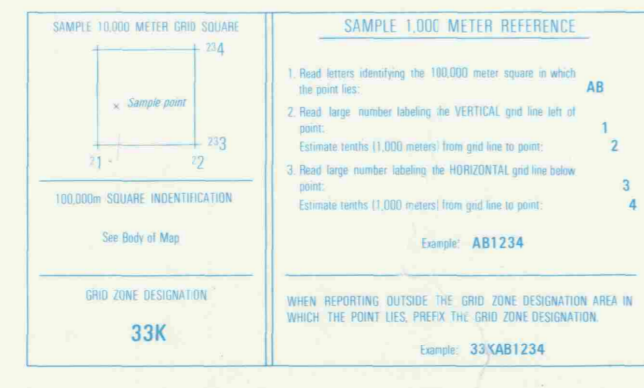 SAMPLE 10,000 METER GRID SQUARE
234
Sample point
233
21
22
100,000m SQUARE INDENTIFICATION
See Body of Map
GRID ZONE DESIGNATION
33K
SAMPLE 1,000 METER REFERENCE
1. Read letters identifying the 100,000 meter square in which
the point lies: AB
2. Read large number labeling the VERTICAL grid line left of
point: 1
Estimate tenths (1,000 meters) from grid line to point: 2
3. Read large number labeling the HORIZONTAL grid line below
point: 3
Estimate tenths (1,000 meters) from grid line to point: 4
Example: AB1234
WHEN REPORTING OUTSIDE THE GRID ZONE DESIGNATION AREA IN
WHICH THE POINT LIES, PREFIX THE GRID ZONE DESIGNATION.
Example: 33KAB1234